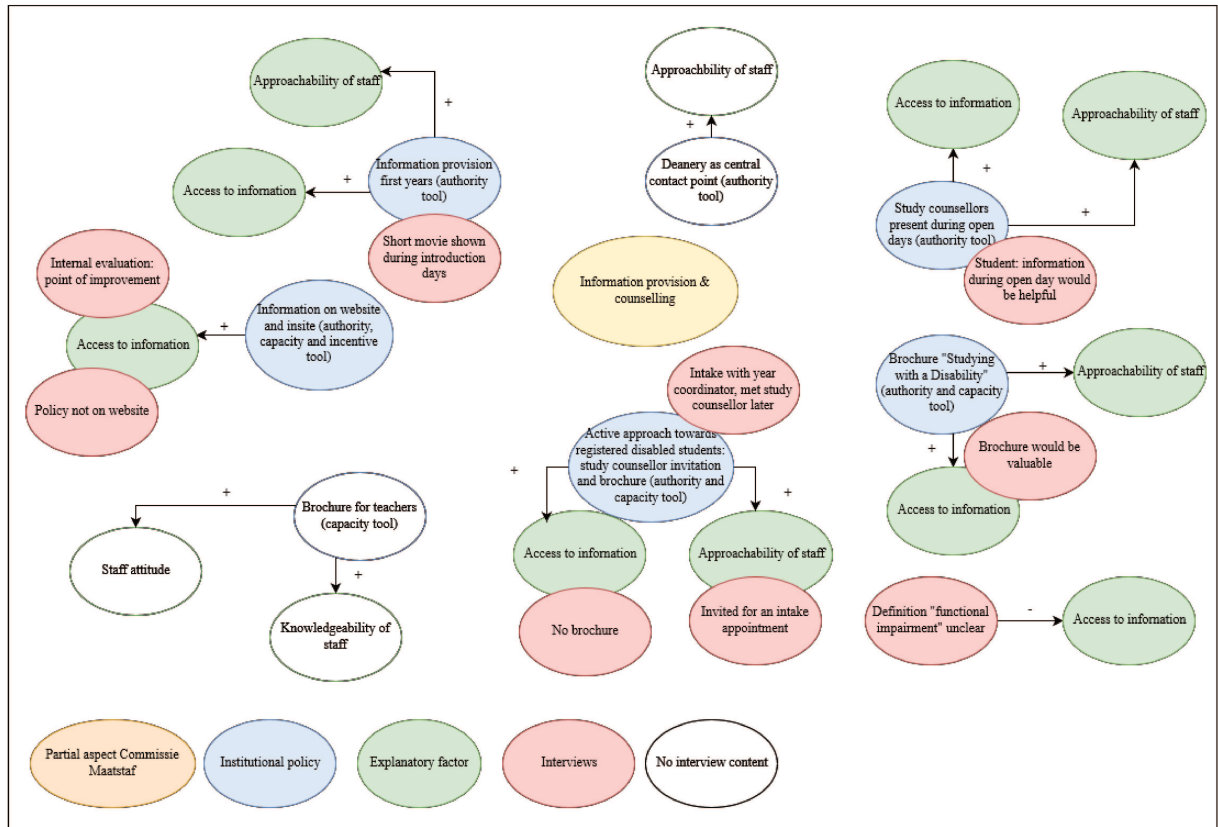 Approachability of staff
+
Information provision
first years (authority
tool)
+
Access to infornation
Short movie shown
during introduction
days
Approachbility of staff
+
Deanery as central
contact point (authority
tool)
Access to information
Approachability of staff
+
+
Study counsellors
present during open
days (authority tool)
Student: information
during open day would
be helpful
Internal evaluation:
point of improvement
Access to infornation
+
Information on website
and insite (authority,
capacity and incentive
tool)
Policy not on website
Information provision &
counselling
Intake with year
coordinator, met study
counsellor later
Active approach towards
registered disabled students:
study counsellor invitation
and brochure (authority and
capacity tool)
+
+
Access to infornation
Approachability of staff
No brochure
Invited for an intake
appointment
Brochure "Studying
with a Disability"
(authority and capacity
tool)
+
Approachability of staff
+
Brochure would be
valuable
Access to infornation
+
Brochure for teachers
(capacity tool)
Staff attitude
+
Knowledgeability of
staff
Definition "functional
impairment" unclear
-
Access to infornation
Partial aspect Commissie
Maatstaf
Institutional policy
Explanatory factor
Interviews
No interview content